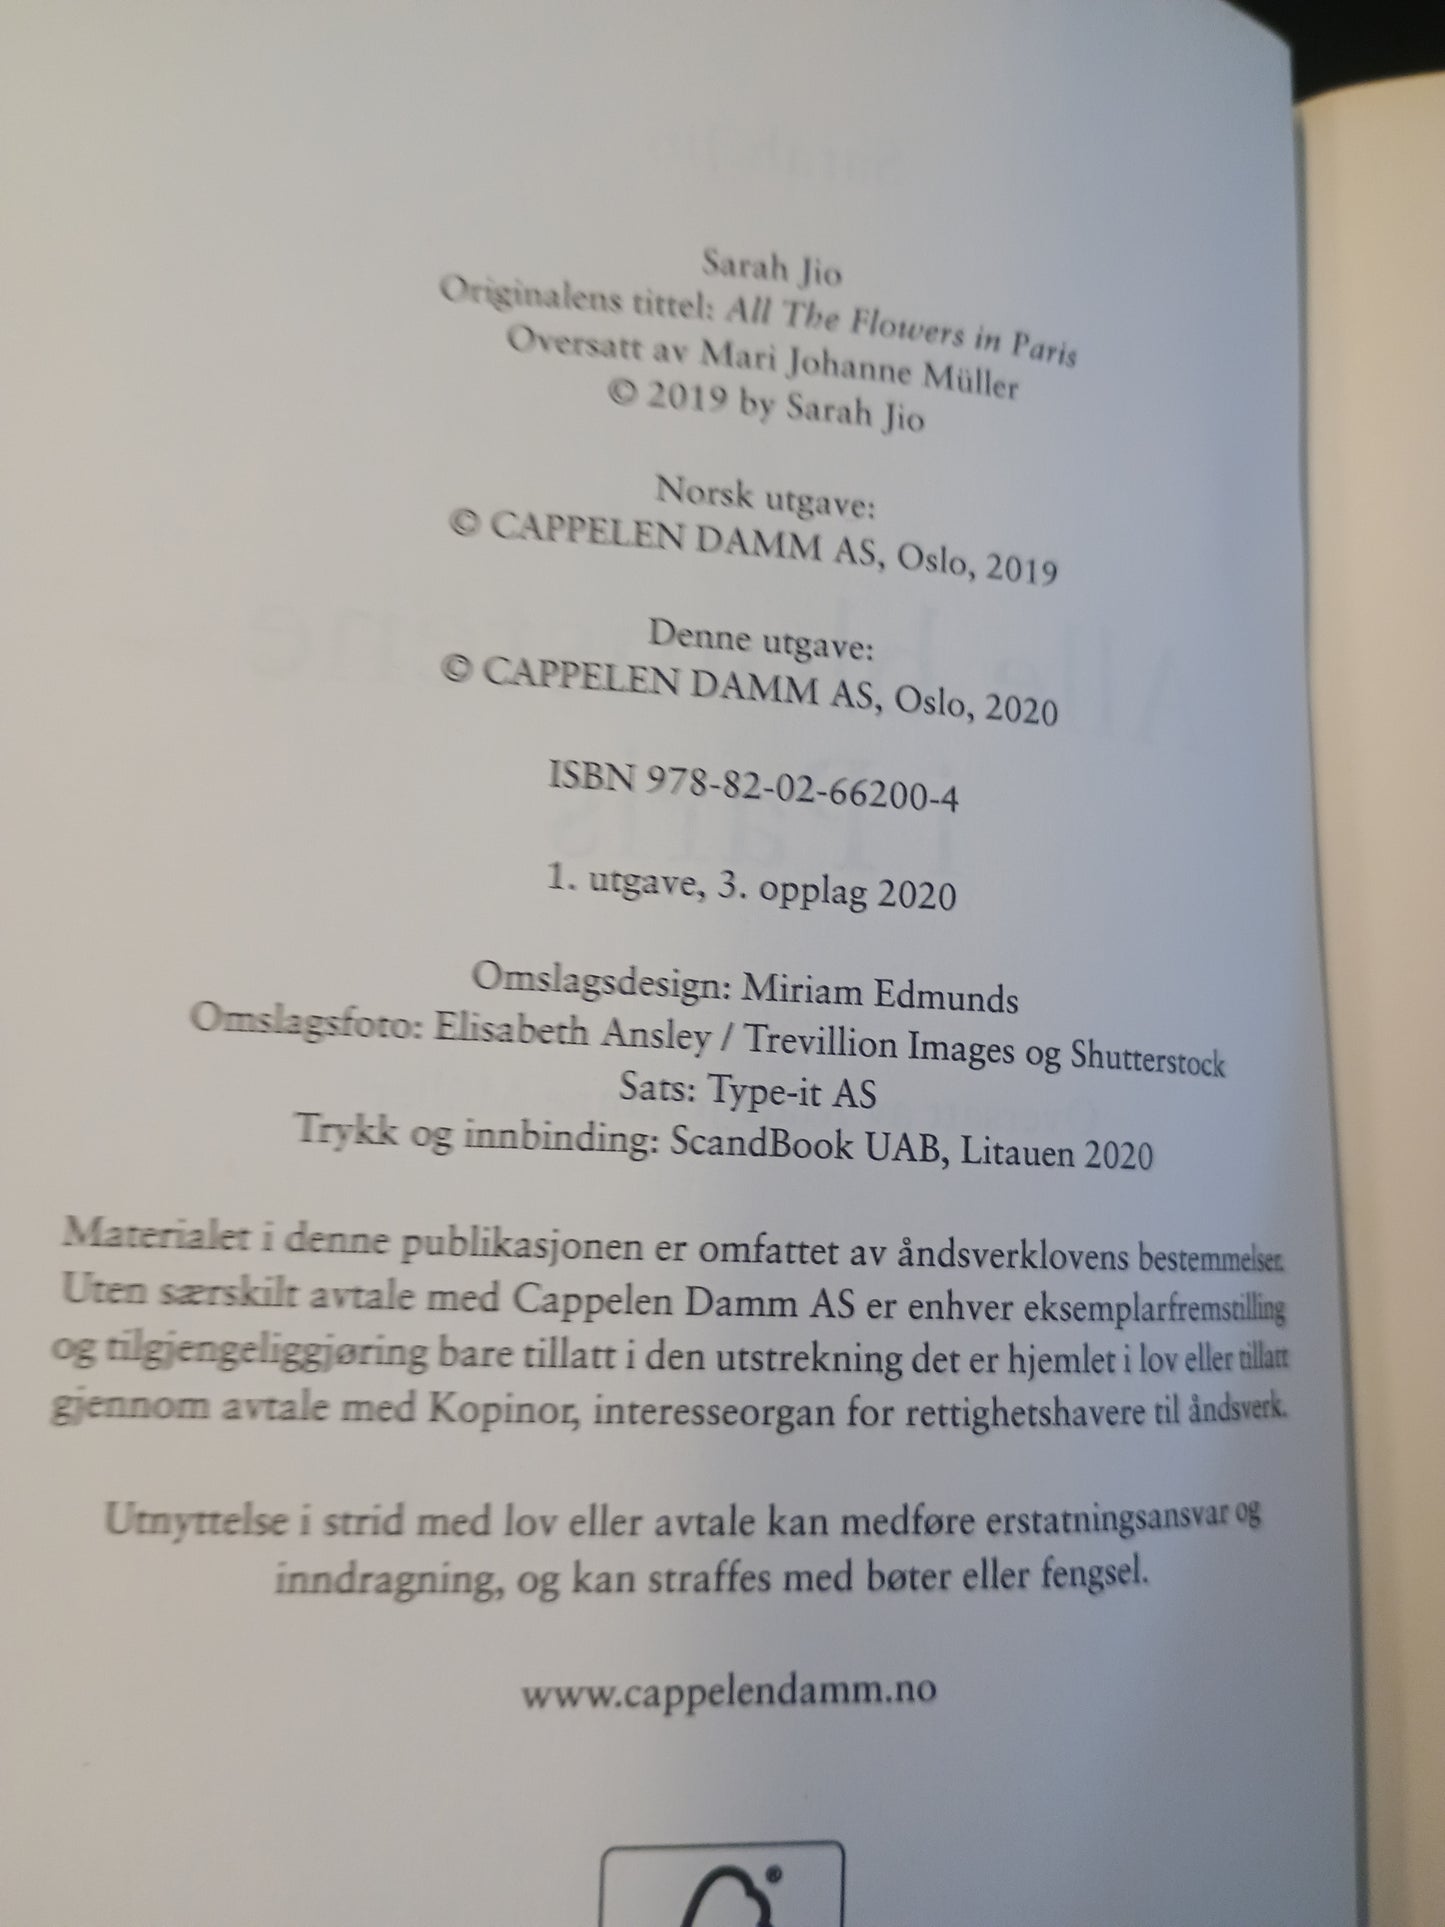 Sarah Jio
Originalens tittel: All The Flowers in Paris
Oversatt av Mari Johanne Müller
© 2019 by Sarah Jio
Norsk utgave:
© CAPPELEN DAMM AS, Oslo, 2019
Denne utgave:
© CAPPELEN DAMM AS, Oslo, 2020
ISBN 978-82-02-66200-4
1. utgave, 3. opplag 2020
Omslagsdesign: Miriam Edmunds
Omslagsfoto: Elisabeth Ansley / Trevillion Images og Shutterstock
Sats: Type-it AS
Trykk og innbinding: ScandBook UAB, Litauen 2020
Materialet i denne publikasjonen er omfattet av åndsverklovens bestemmelser.
Uten særskilt avtale med Cappelen Damm AS er enhver eksemplarfremstilling
og tilgjengeliggjøring bare tillatt i den utstrekning det er hjemlet i lov eller tillatt
gjennom avtale med Kopinor, interesseorgan for rettighetshavere til åndsverk.
Utnyttelse i strid med lov eller avtale kan medføre erstatningsansvar og
inndragning, og kan straffes med bøter eller fengsel.
www.cappelendamm.no